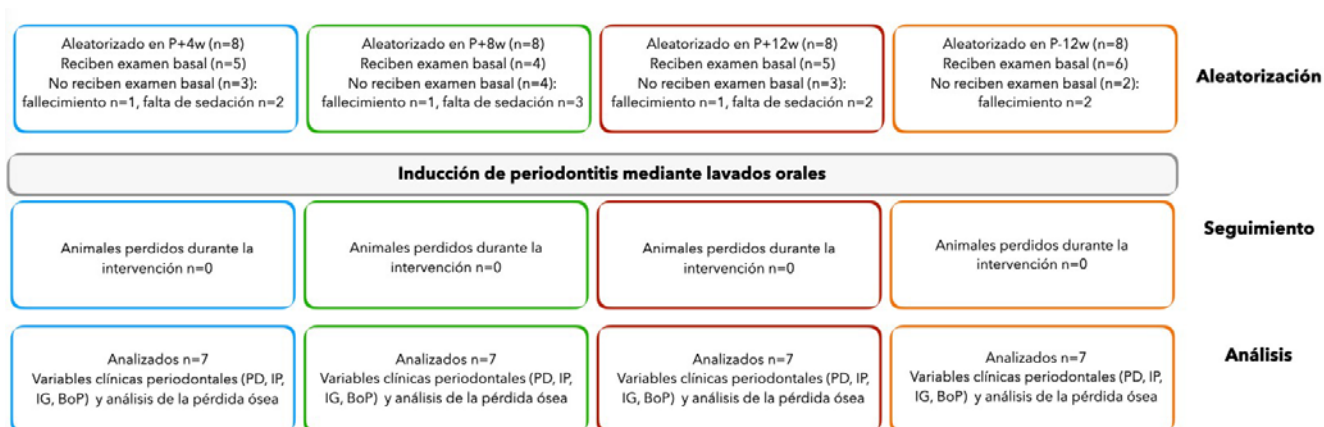 Aleatorizado en P+4w (n=8)
Reciben examen basal (n=5)
No reciben examen basal (n=3):
fallecimiento n=1, falta de sedación n=2
Aleatorizado en P+8w (n=8)
Reciben examen basal (n=4)
No reciben examen basal (n=4):
fallecimiento n=1, falta de sedación n=3
Aleatorizado en P+12w (n=8)
Reciben examen basal (n=5)
No reciben examen basal (n=3):
fallecimiento n=1, falta de sedación n=2
Aleatorizado en P-12w (n=8)
Reciben examen basal (n=6)
No reciben examen basal (n=2):
fallecimiento n=2
Aleatorización
Inducción de periodontitis mediante lavados orales
Animales perdidos durante la
intervención n=0
Animales perdidos durante la
intervención n=0
Animales perdidos durante la
intervención n=0
Animales perdidos durante la
intervención n=0
Seguimiento
Analizados n=7
Variables clínicas periodontales (PD, IP,
IG, BoP) y análisis de la pérdida ósea
Analizados n=7
Variables clínicas periodontales (PD, IP,
IG, BoP) y análisis de la pérdida ósea
Analizados n=7
Variables clínicas periodontales (PD, IP,
IG, BoP) y análisis de la pérdida ósea
Analizados n=7
Variables clínicas periodontales (PD, IP,
IG, BoP) y análisis de la pérdida ósea
Análisis